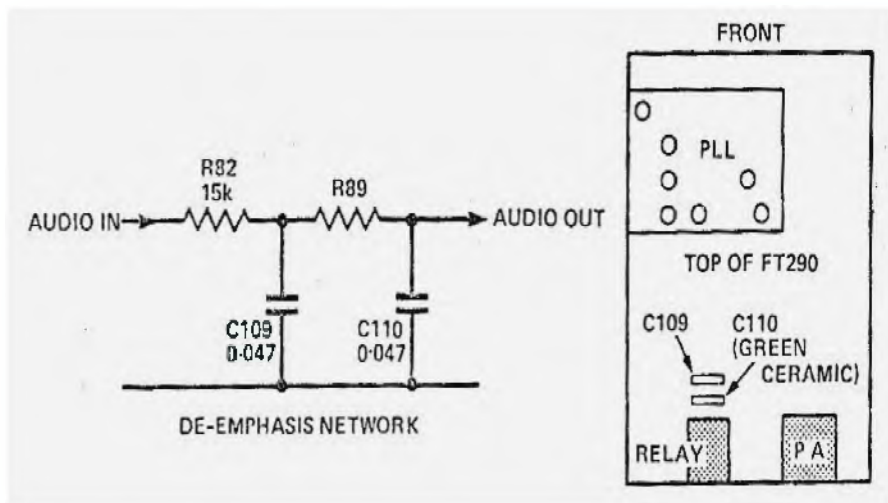 R82
15k
R89
AUDIO IN
AUDIO OUT
C109
0.047
C110
0.047
DE-EMPHASIS NETWORK
FRONT
PLL
TOP OF FT290
C109
C110
(GREEN
CERAMIC)
RELAY
PA